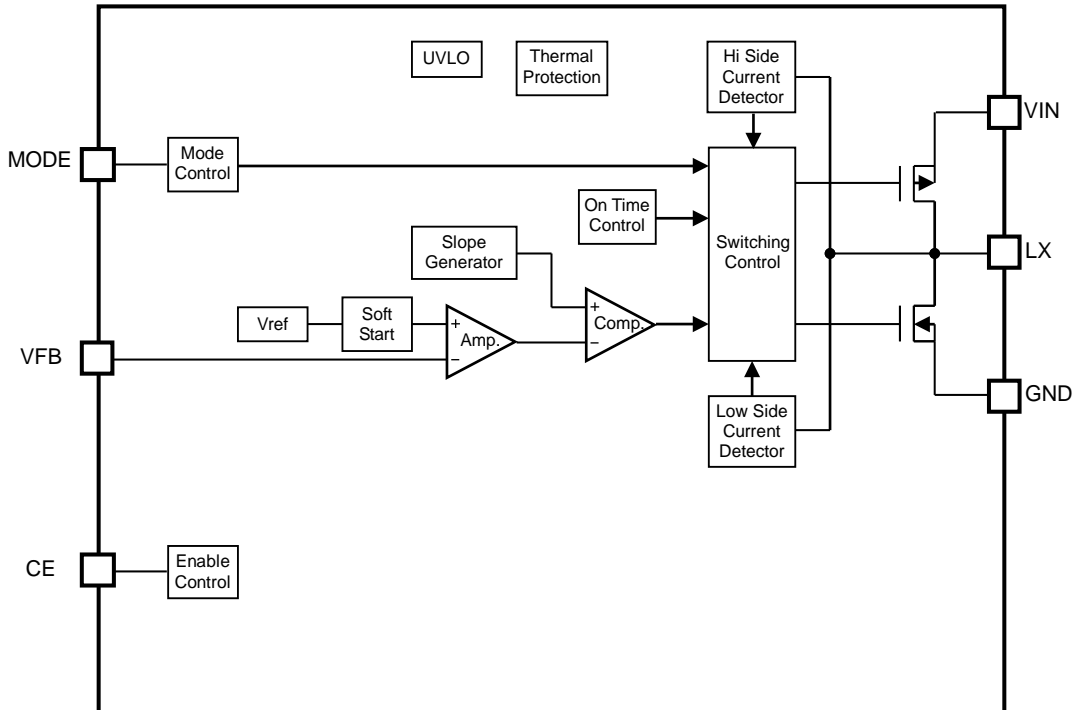 UVLO
Thermal
Protection
Hi Side
Current
Detector
VIN
MODE
Mode
Control
On Time
Control
Switching
Control
Slope
Generator
LX
Vref
Soft
Start
+
Amp.
−
+
Comp.
−
VFB
GND
Low Side
Current
Detector
CE
Enable
Control